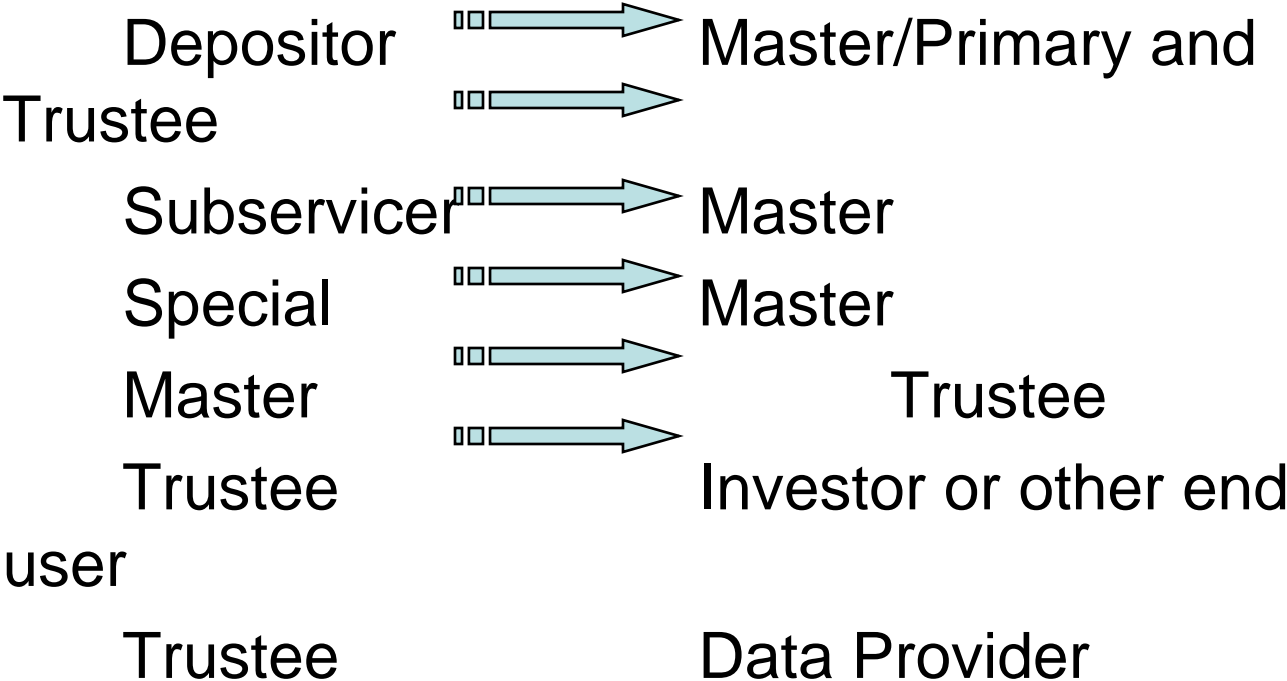 Depositor Master/Primary and
Trustee
Subservicer Master
Special Master
Master Trustee
Trustee Investor or other end
user
Trustee Data Provider